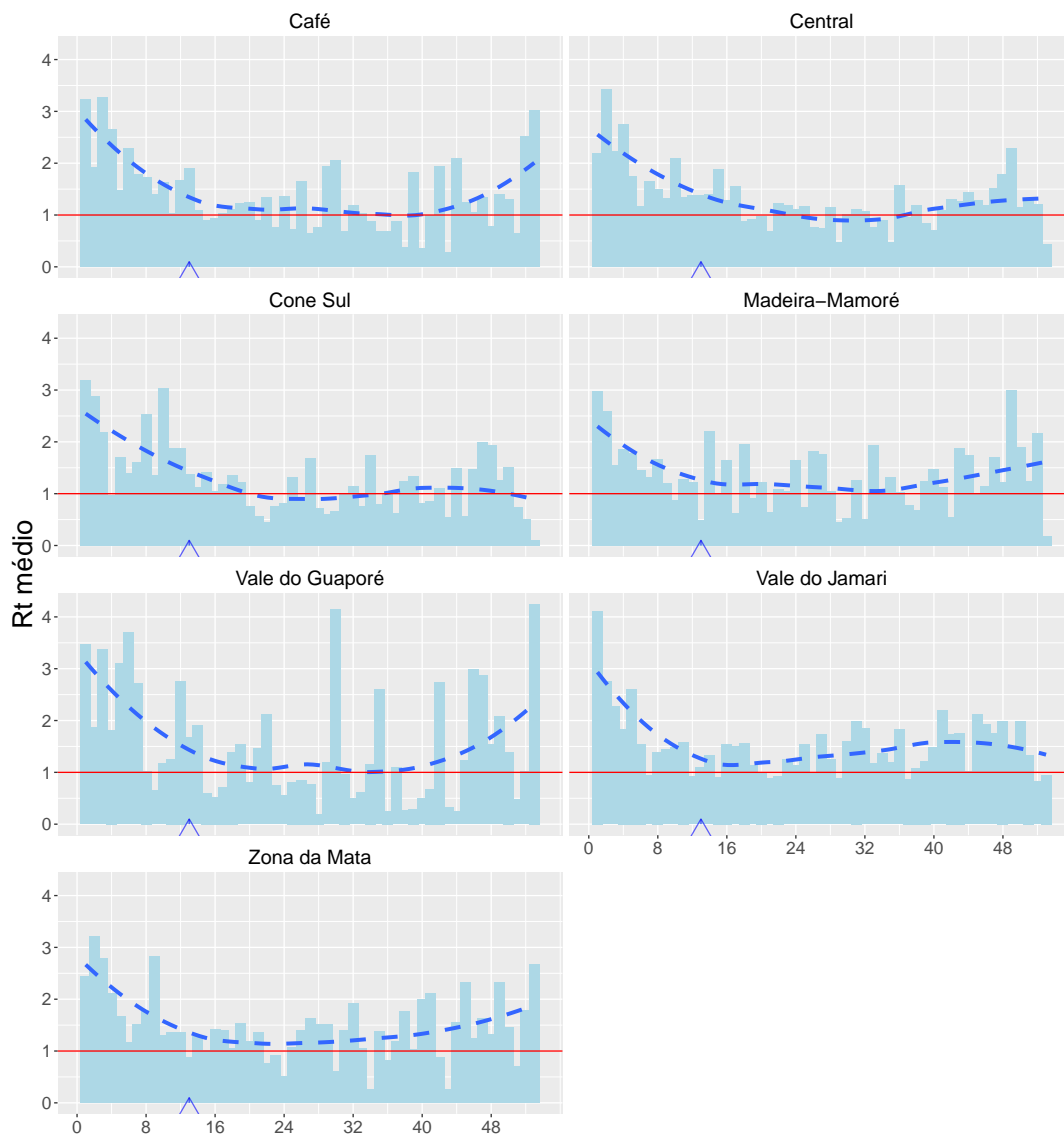 Café
Central
4
3
2
1
0
Cone Sul
Madeira−Mamoré
4
3
2
1
0
Rt médio
Vale do Guaporé
Vale do Jamari
4
3
2
1
0
0 8 16 24 32 40 48
Zona da Mata
4
3
2
1
0
0 8 16 24 32 40 48